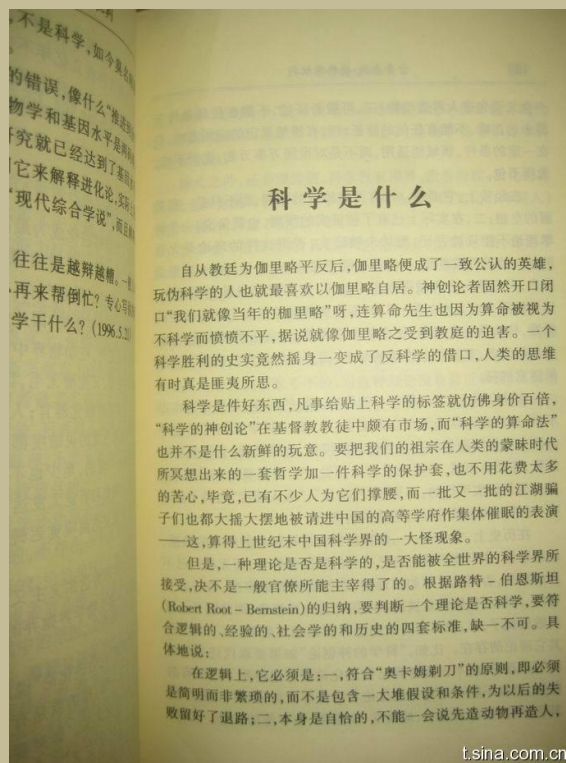 不是科学,如今莫名
的错误,像什么“推进到
物学和基因水平是辩
研究就已经达到了基因
它来解释进化论,实际
“现代综合学说”,而且
往往是越辩越糟。一
再来帮倒忙?专心写
学干什么?(1996.5.2
科学是什么
自从教廷为伽里略平反后,伽里略便成了一致公认的英雄,
玩伪科学的人也就最喜欢以伽里略自居。神创论者固然开口闭
口“我们就像当年的枷里略”呀,连算命先生也因为算命被视为
不科学而愤愤不平,据说就像伽里略之受到教庭的迫害。一个
科学胜利的史实竟然摇身一变成了反科学的借口,人类的思维
有时真是匪夷所思。
科学是件好东西,凡事给贴上科学的标签就仿佛身价百倍,
“科学的神创论”在基督教教徒中颇有市场,而“科学的算命法”
也并不是什么新鲜的玩意。要把我们的祖宗在人类的蒙昧时代
所冥想出来的一套哲学加一件科学的保护套,也不用花费太多
的苦心,毕竟,已有不少人为它们撑腰,而一批又一批的江湖骗
子们也都大摇大摆地被请进中国的高等学府作集体催眠的表演
——这,算得上世纪末中国科学界的一大怪现象。
但是,一种理论是否是科学的,是否能被全世界的科学界所
接受,决不是一般官僚所能主宰得了的。根据路特-伯恩斯坦
(Robert Root-Bernstein)的归纳,要判断一个理论是否科学,要符
合逻辑的、经验的、社会学的和历史的四套标准,缺一不可。具
体地说:
在逻辑上,它必须是:一,符合“奥卡姆剃刀”的原则,即必须
是简明而非繁琐的,而不是包含一大堆假设和条件,为以后的失
败留好了退路;二,本身是自恰的,不能一会说先造动物再造人,
t.sina.com.cn